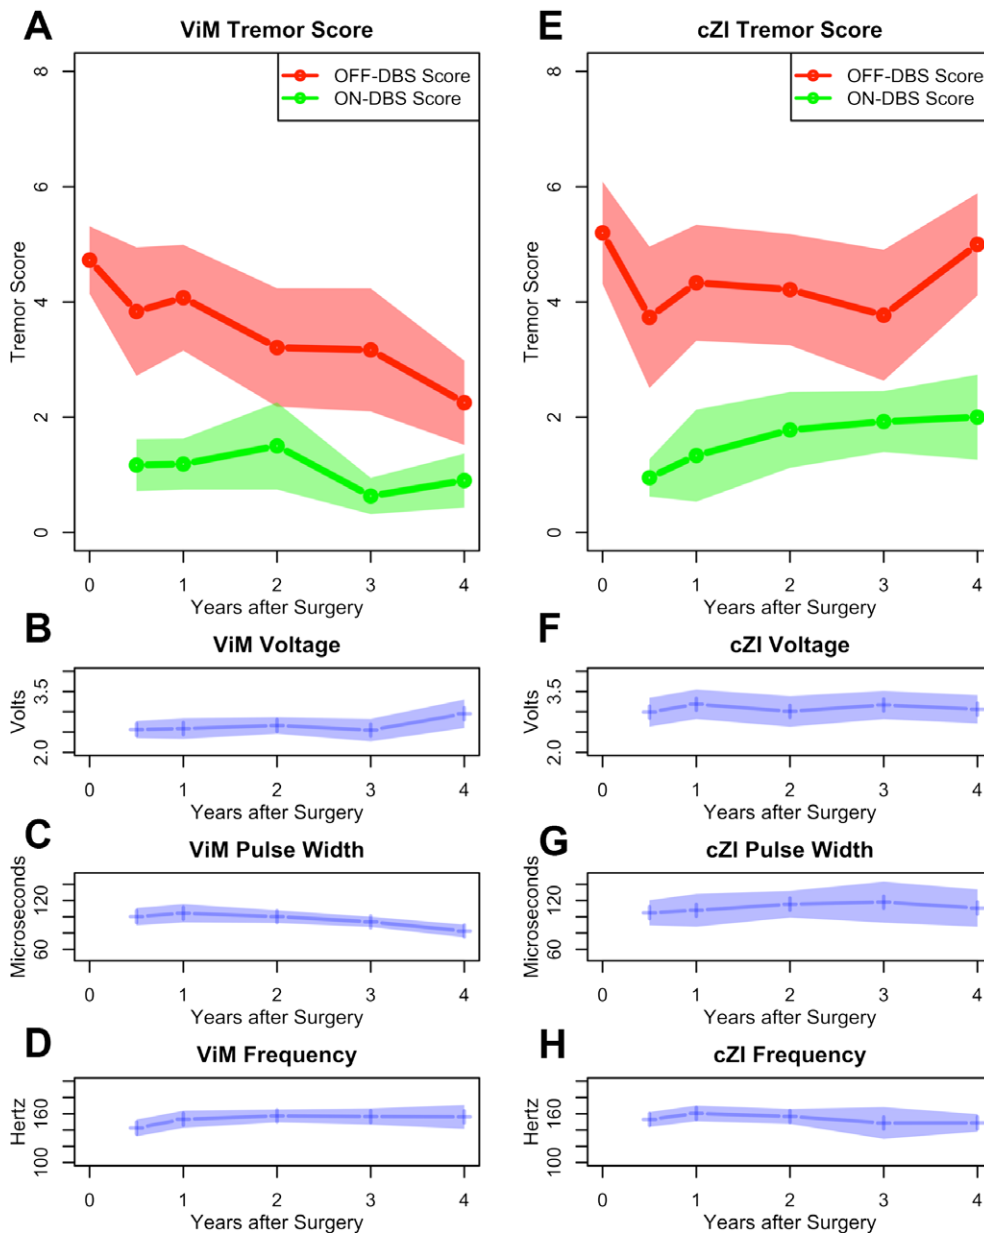 A
ViM Tremor Score
8
6
4
2
0
Tremor Score
OFF-DBS Score
ON-DBS Score
0 1 2 3 4
Years after Surgery
B
ViM Voltage
3.5
2.0
Volts
0 1 2 3 4
Years after Surgery
C
ViM Pulse Width
120
60
Microseconds
0 1 2 3 4
Years after Surgery
D
ViM Frequency
160
100
Hertz
0 1 2 3 4
Years after Surgery
E
cZI Tremor Score
8
6
4
2
0
Tremor Score
OFF-DBS Score
ON-DBS Score
0 1 2 3 4
Years after Surgery
F
cZI Voltage
3.5
2.0
Volts
0 1 2 3 4
Years after Surgery
G
cZI Pulse Width
120
60
Microseconds
0 1 2 3 4
Years after Surgery
H
cZI Frequency
160
100
Hertz
0 1 2 3 4
Years after Surgery